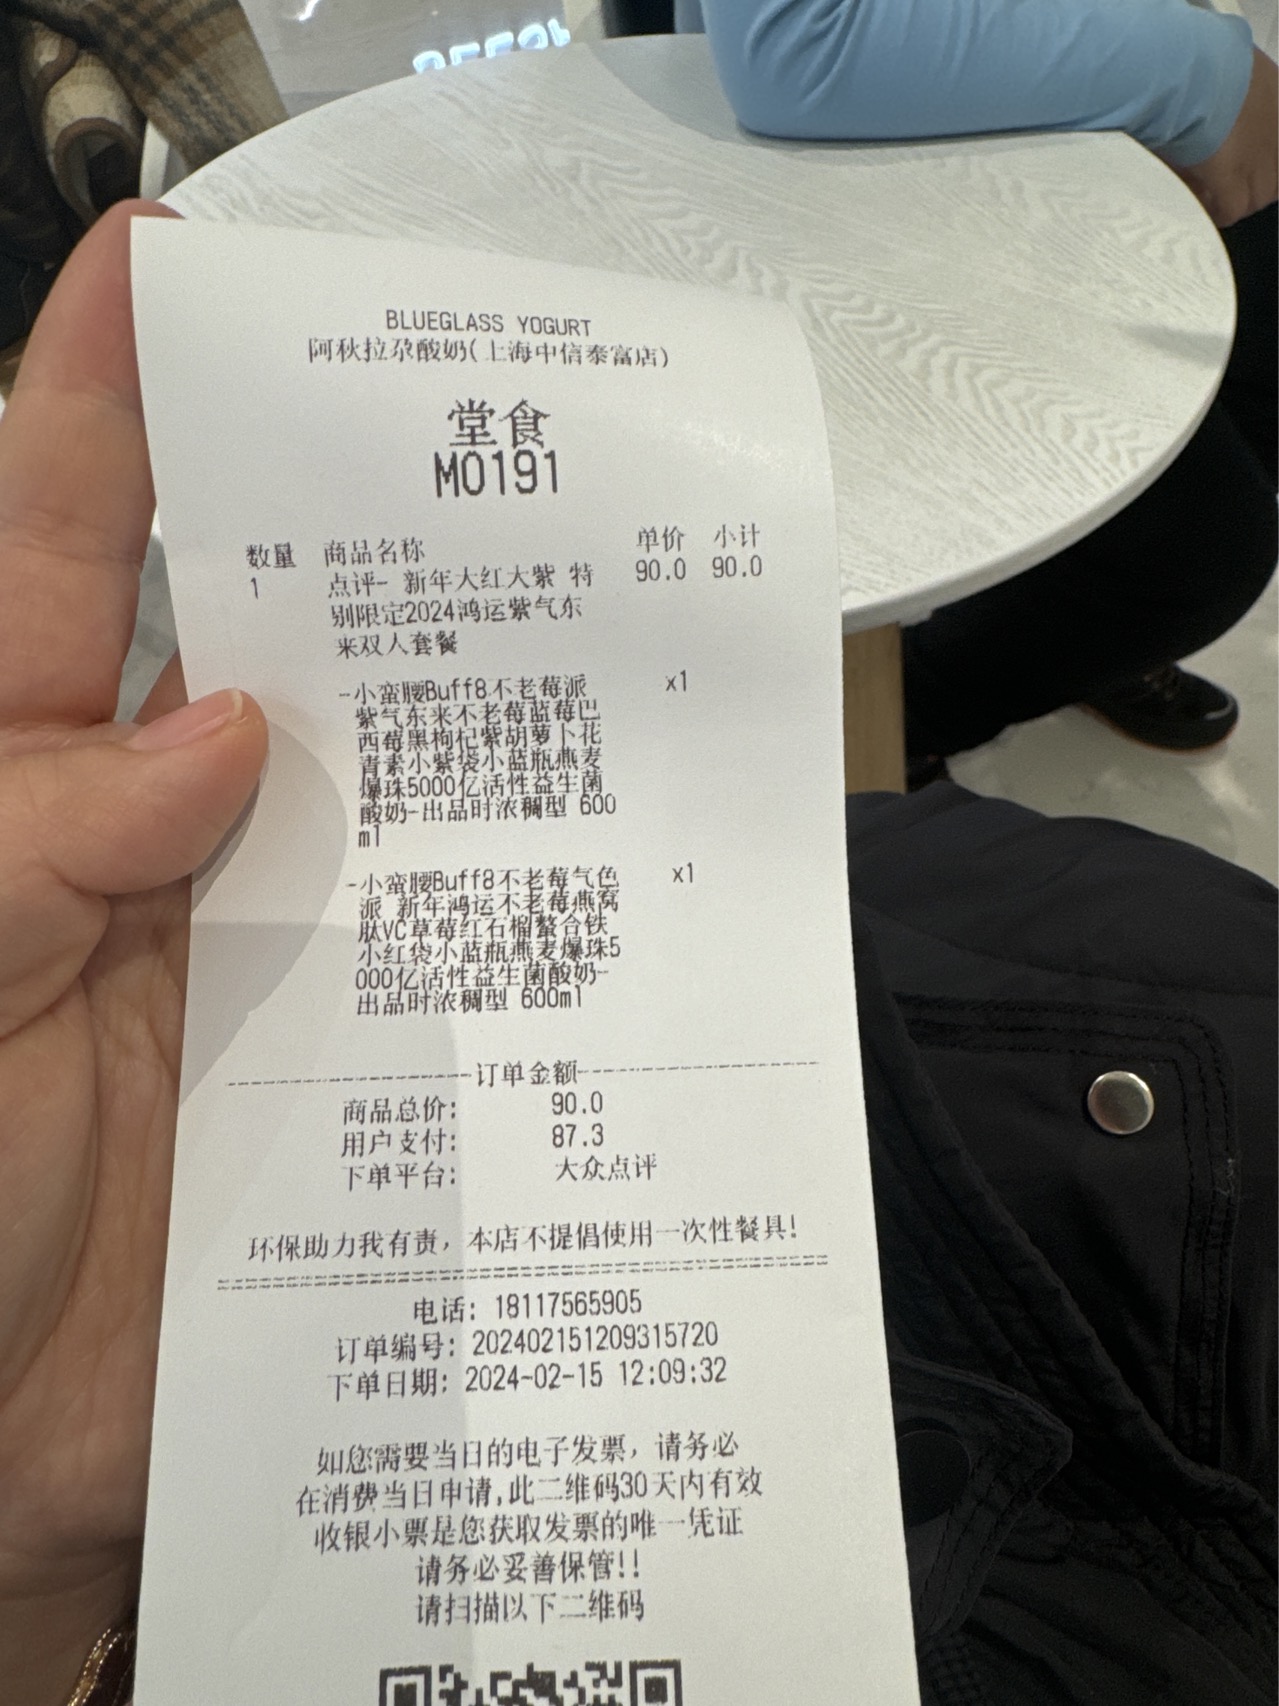 BLUEGLASS YOGURT
阿秋拉尕酸奶(上海中信泰富店)
堂食
M0191
数量 商品名称 单价 小计
1 点评- 新年大红大紫 特 90.0 90.0
别限定2024鸿运紫气东
来双人套餐
-小蛮腰Buff8不老莓派 x1
紫气东来不老莓蓝莓巴
西莓黑枸杞紫胡萝卜花
青素小紫袋小蓝瓶燕麦
爆珠5000亿活性益生菌
酸奶-出品时浓稠型 600
ml
-小蛮腰Buff8不老莓气色 x1
派 新年鸿运不老莓燕窝
肽VC草莓红石榴螯合铁
小红袋小蓝瓶燕麦爆珠5
000亿活性益生菌酸奶-
出品时浓稠型 600ml
订单金额
商品总价: 90.0
用户支付: 87.3
下单平台: 大众点评
环保助力我有责，本店不提倡使用一次性餐具!
电话: 18117565905
订单编号: 202402151209315720
下单日期: 2024-02-15 12:09:32
如您需要当日的电子发票，请务必
在消费当日申请,此二维码30天内有效
收银小票是您获取发票的唯一凭证
请务必妥善保管!!
请扫描以下二维码